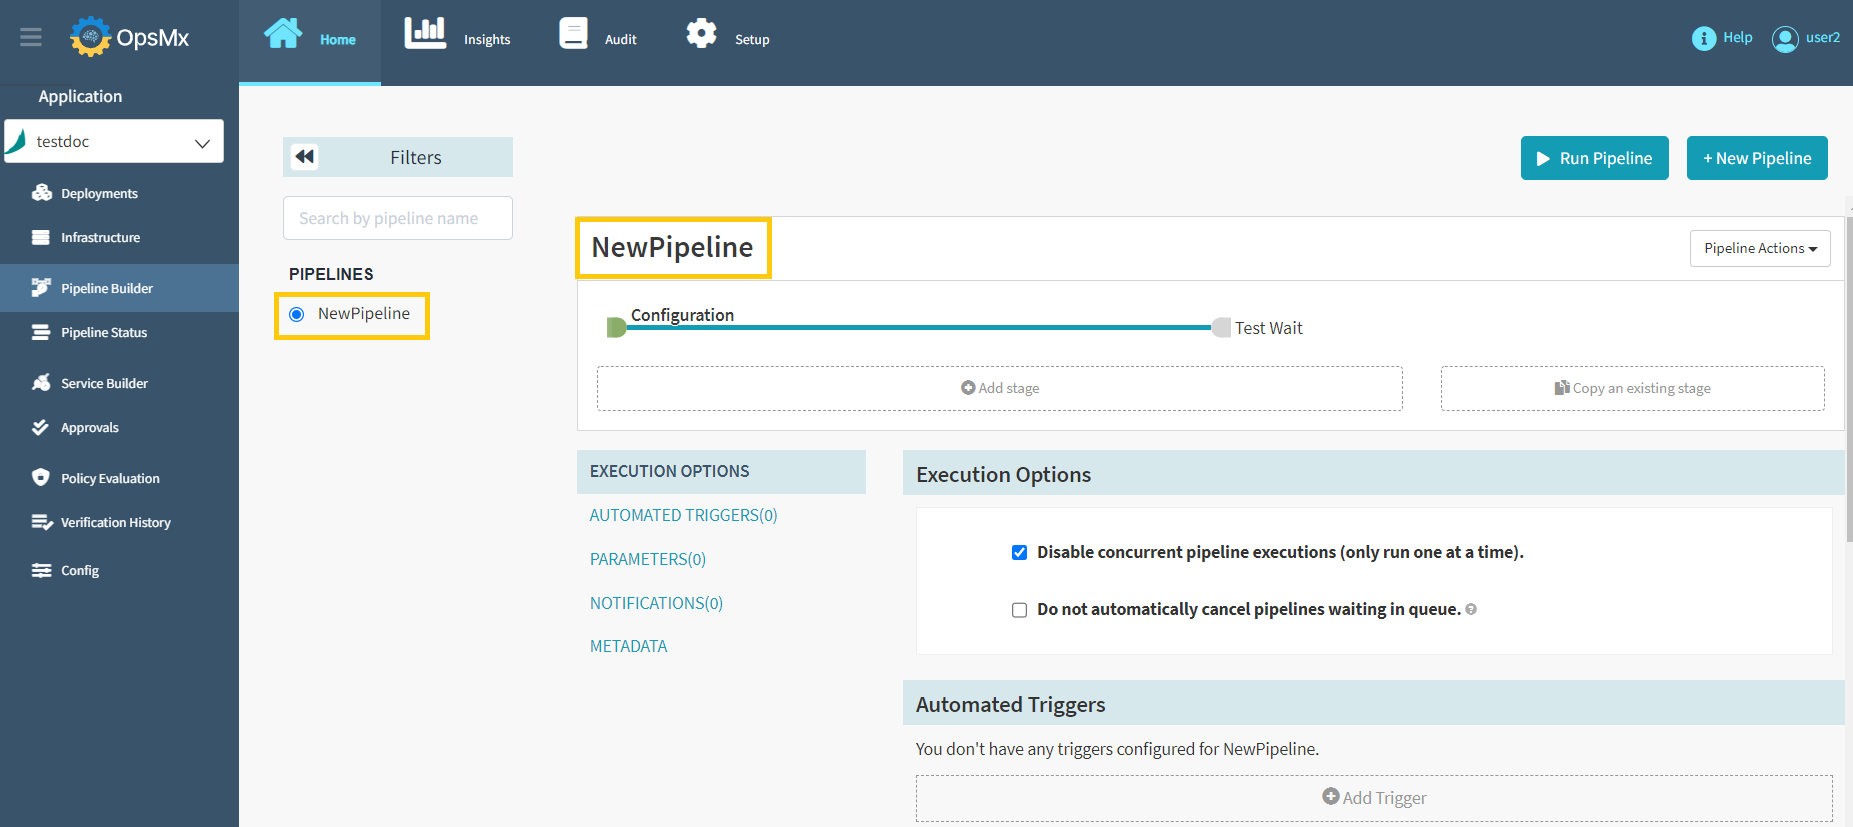 OpsMx
Home
Insights
Audit
Setup
Help
user2
Application
testdoc
Deployments
Infrastructure
Pipeline Builder
Pipeline Status
Service Builder
Approvals
Policy Evaluation
Verification History
Config
Filters
Search by pipeline name
PIPELINES
NewPipeline
Run Pipeline
+ New Pipeline
NewPipeline
Pipeline Actions
Configuration
Test Wait
Add stage
Copy an existing stage
EXECUTION OPTIONS
AUTOMATED TRIGGERS(0)
PARAMETERS(0)
NOTIFICATIONS(0)
METADATA
Execution Options
Disable concurrent pipeline executions (only run one at a time).
Do not automatically cancel pipelines waiting in queue.
Automated Triggers
You don't have any triggers configured for NewPipeline.
Add Trigger